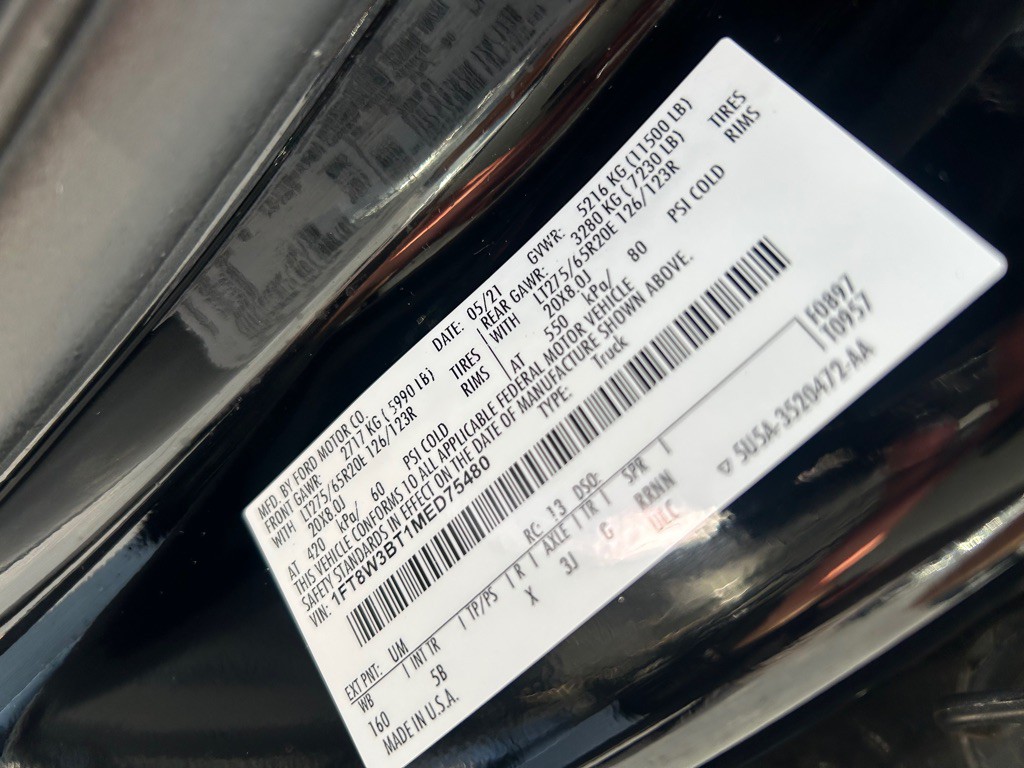 MFD. BY FORD MOTOR CO.
DATE: 05/21 GVWR: 5216 KG (11500 LB)
FRONT GAWR: 2717 KG ( 5990 LB) REAR GAWR: 3280 KG ( 7230 LB)
WITH LT275/65R20E 126/123R TIRES WITH LT275/65R20E 126/123R TIRES
20X8.0J RIMS 20X8.0J RIMS
AT 420 kPa/ 60 PSI COLD AT 550 kPa/ 80 PSI COLD
THIS VEHICLE CONFORMS TO ALL APPLICABLE FEDERAL MOTOR VEHICLE
SAFETY STANDARDS IN EFFECT ON THE DATE OF MANUFACTURE SHOWN ABOVE.
VIN: 1FT8W3BT1MED75480 TYPE: Truck
F0897
T0957
EXT PNT: UM RC: 13 DSO:
WB INT TR TP/PS R AXLE TR SPR
160 5B X 3J G RRNN
MADE IN U.S.A. 5U5A-3520472-AA